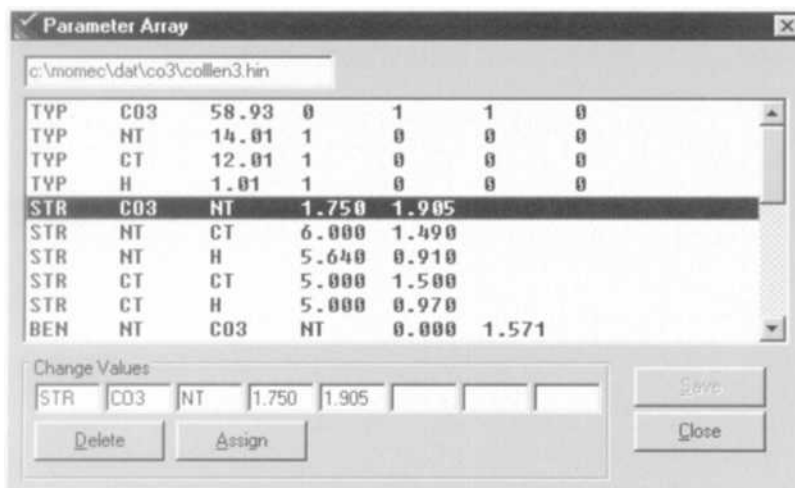 Parameter Array
c:\momec\dat\co3\colllen3.hin
TYP CO3 58.93 0 1 1 0
TYP NT 14.01 1 0 0 0
TYP CT 12.01 1 0 0 0
TYP H 1.01 1 0 0 0
STR CO3 NT 1.750 1.905
STR NT CT 6.000 1.490
STR NT H 5.640 0.910
STR CT CT 5.000 1.500
STR CT H 5.000 0.970
BEN NT CO3 NT 0.000 1.571
Change Values
STR CO3 NT 1.750 1.905
Save
Delete Assign
Close